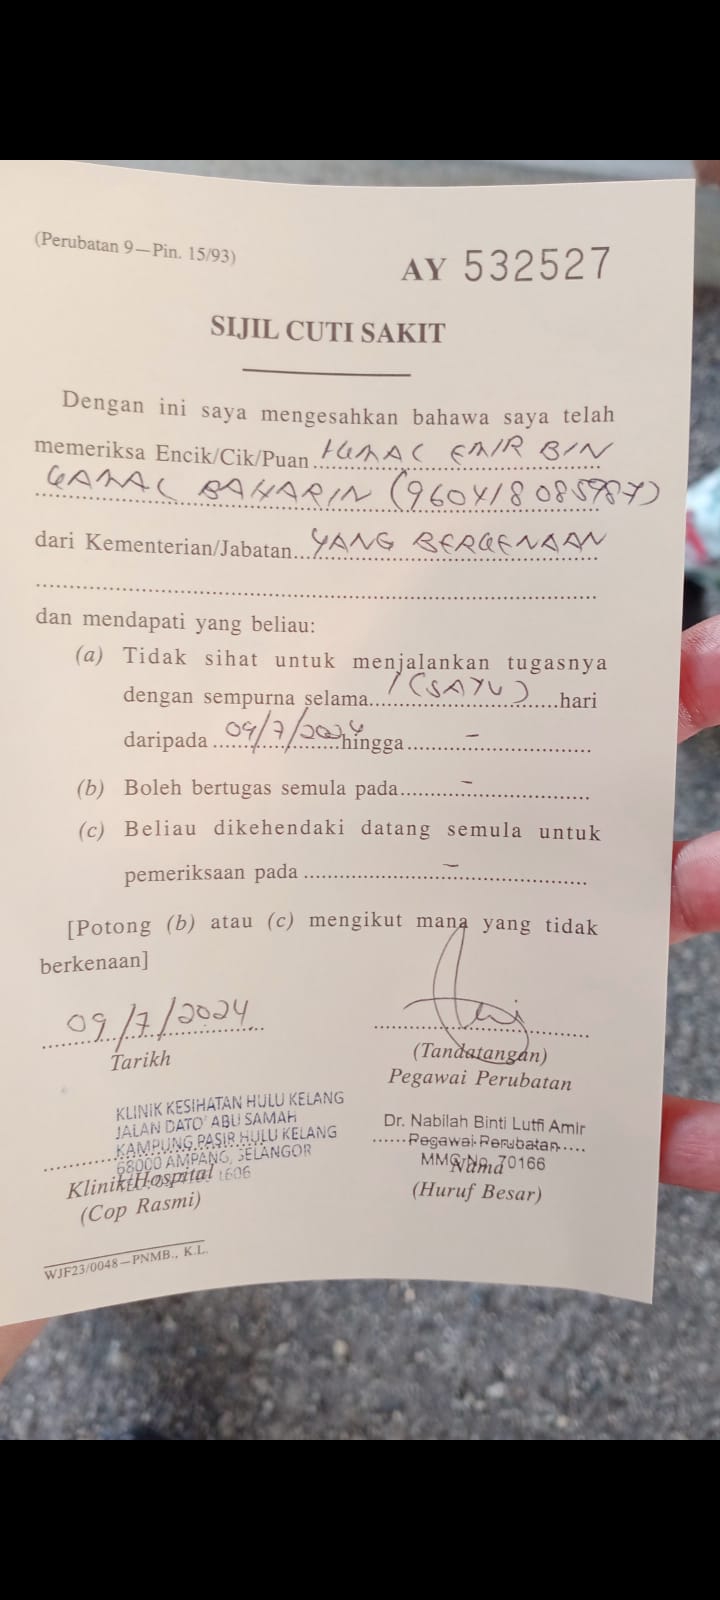 (Perubatan 9—Pin. 15/93)
AY 532527
SIJIL CUTI SAKIT
Dengan ini saya mengesahkan bahawa saya telah
memeriksa Encik/Cik/Puan EMIR BIN
BAHARIN
dari Kementerian/Jabatan...YANG BERGENAAN
dan mendapati yang beliau:
(a) Tidak sihat untuk menjalankan tugasnya
dengan sempurna selama 1 (SATU) hari
daripada 09/7/2024 hingga -
(b) Boleh bertugas semula pada -
(c) Beliau dikehendaki datang semula untuk
pemeriksaan pada -
[Potong (b) atau (c) mengikut mana yang tidak
berkenaan]
09/7/2024
Tarikh
(Tandatangan)
Pegawai Perubatan
KLINIK KESIHATAN HULU KELANG
JALAN DATO' ABU SAMAH
KAMPUNG PASIR HULU KELANG
68000 AMPANG, SELANGOR
Klinik/Hospital
(Cop Rasmi)
Dr. Nabilah Binti Lutfi Amir
Pegawai Perubatan
MMC No. 70166
Nama
(Huruf Besar)
WJF23/0048—PNMB., K.L.